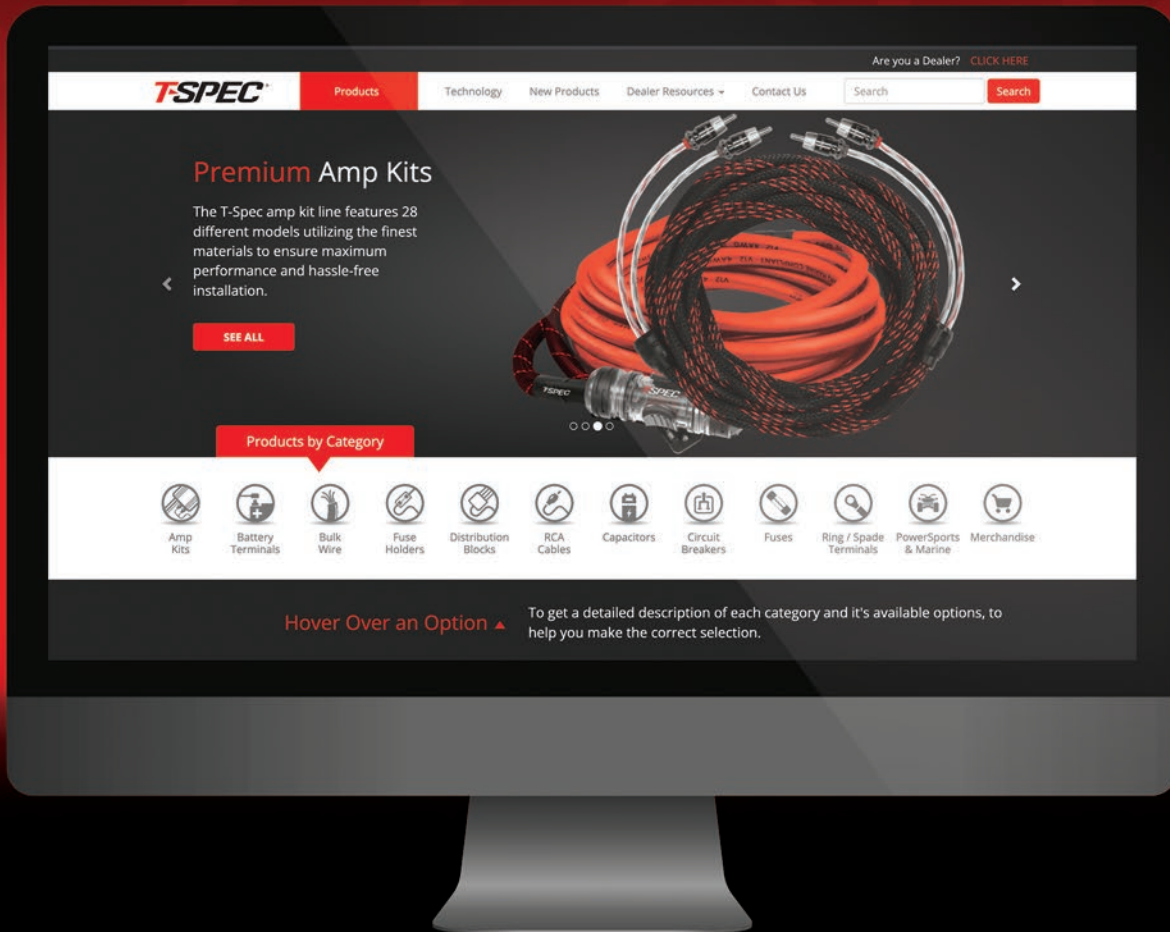 Are you a Dealer? CLICK HERE
T-SPEC
Products
Technology
New Products
Dealer Resources
Contact Us
Search
Search
Premium Amp Kits
The T-Spec amp kit line features 28
different models utilizing the finest
materials to ensure maximum
performance and hassle-free
installation.
SEE ALL
TSPEC
T-SPEC
Products by Category
Amp
Kits
Battery
Terminals
Bulk
Wire
Fuse
Holders
Distribution
Blocks
RCA
Cables
Capacitors
Circuit
Breakers
Fuses
Ring / Spade
Terminals
PowerSports
& Marine
Merchandise
Hover Over an Option
To get a detailed description of each category and it's available options, to
help you make the correct selection.